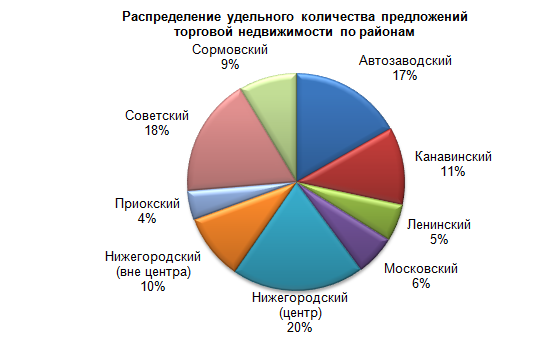 Распределение удельного количества предложений
торговой недвижимости по районам
Сормовский
9%
Автозаводский
17%
Канавинский
11%
Ленинский
5%
Московский
6%
Нижегородский
(центр)
20%
Нижегородский
(вне центра)
10%
Приокский
4%
Советский
18%